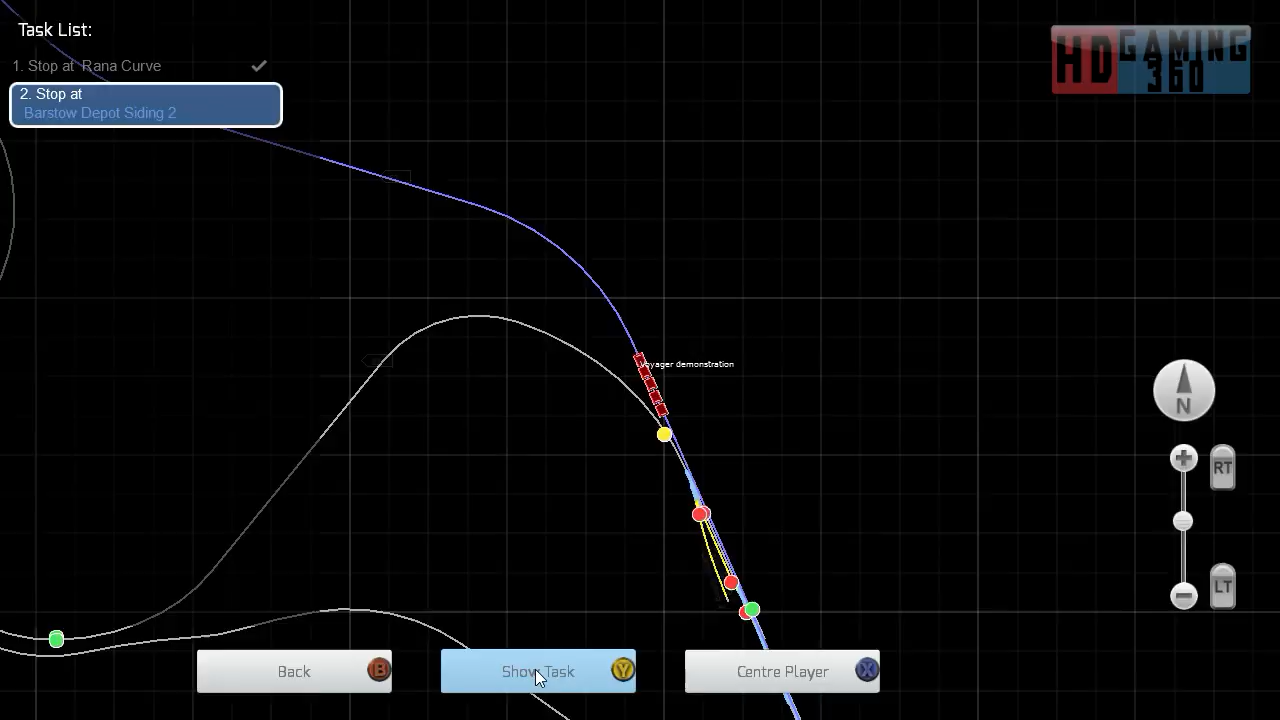 Task List:
1. Stop at Rana Curve
2. Stop at
Barstow Depot Siding 2
HD GAMING
360
Voyager demonstration
N
RT
LT
Back B
Show Task Y
Centre Player X